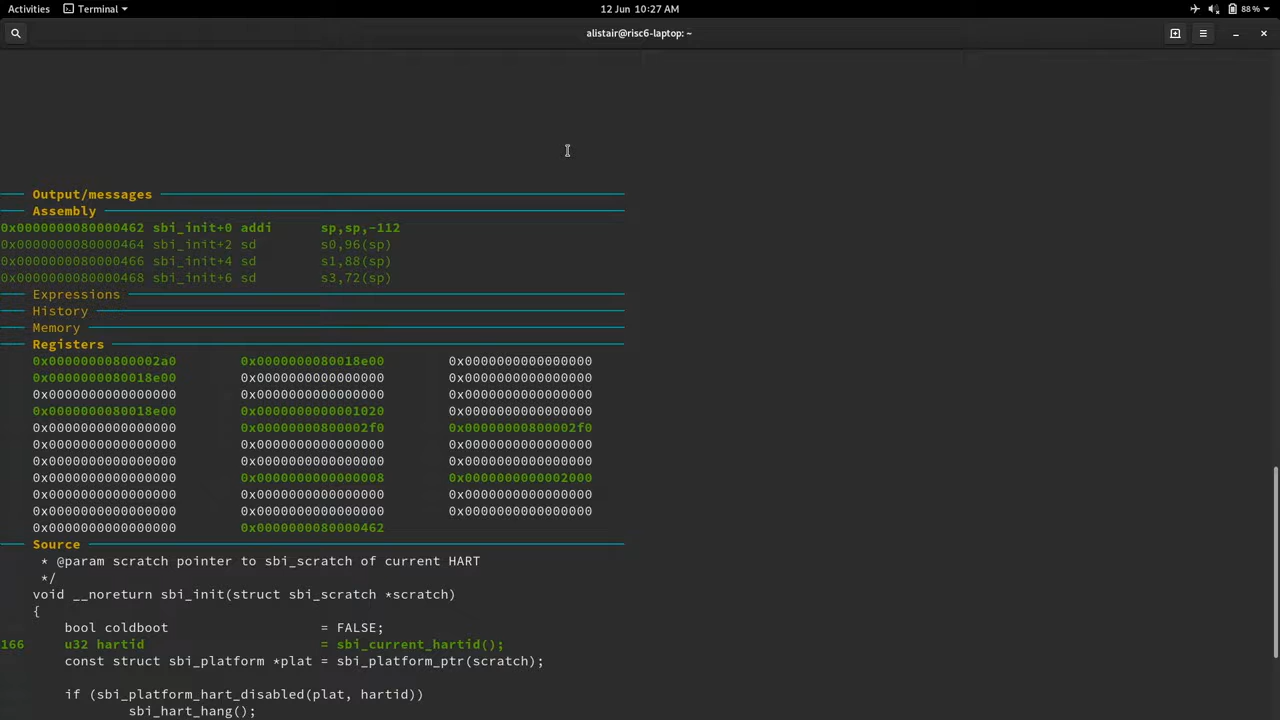 Activities Terminal 12 Jun 10:27 AM 88%
alistair@risc6-laptop: ~
Output/messages
Assembly
0x0000000080000462 sbi_init+0 addi sp,sp,-112
0x0000000080000464 sbi_init+2 sd s0,96(sp)
0x0000000080000466 sbi_init+4 sd s1,88(sp)
0x0000000080000468 sbi_init+6 sd s3,72(sp)
Expressions
History
Memory
Registers
0x00000000800002a0 0x0000000080018e00 0x0000000000000000
0x0000000080018e00 0x0000000000000000 0x0000000000000000
0x0000000000000000 0x0000000000000000 0x0000000000000000
0x0000000080018e00 0x0000000000001020 0x0000000000000000
0x0000000000000000 0x00000000800002f0 0x00000000800002f0
0x0000000000000000 0x0000000000000000 0x0000000000000000
0x0000000000000000 0x0000000000000000 0x0000000000000000
0x0000000000000000 0x0000000000000008 0x0000000000002000
0x0000000000000000 0x0000000000000000 0x0000000000000000
0x0000000000000000 0x0000000000000000 0x0000000000000000
0x0000000000000000 0x0000000080000462
Source
* @param scratch pointer to sbi_scratch of current HART
*/
void __noreturn sbi_init(struct sbi_scratch *scratch)
{
bool coldboot = FALSE;
166 u32 hartid = sbi_current_hartid();
const struct sbi_platform *plat = sbi_platform_ptr(scratch);
if (sbi_platform_hart_disabled(plat, hartid))
sbi_hart_hang();